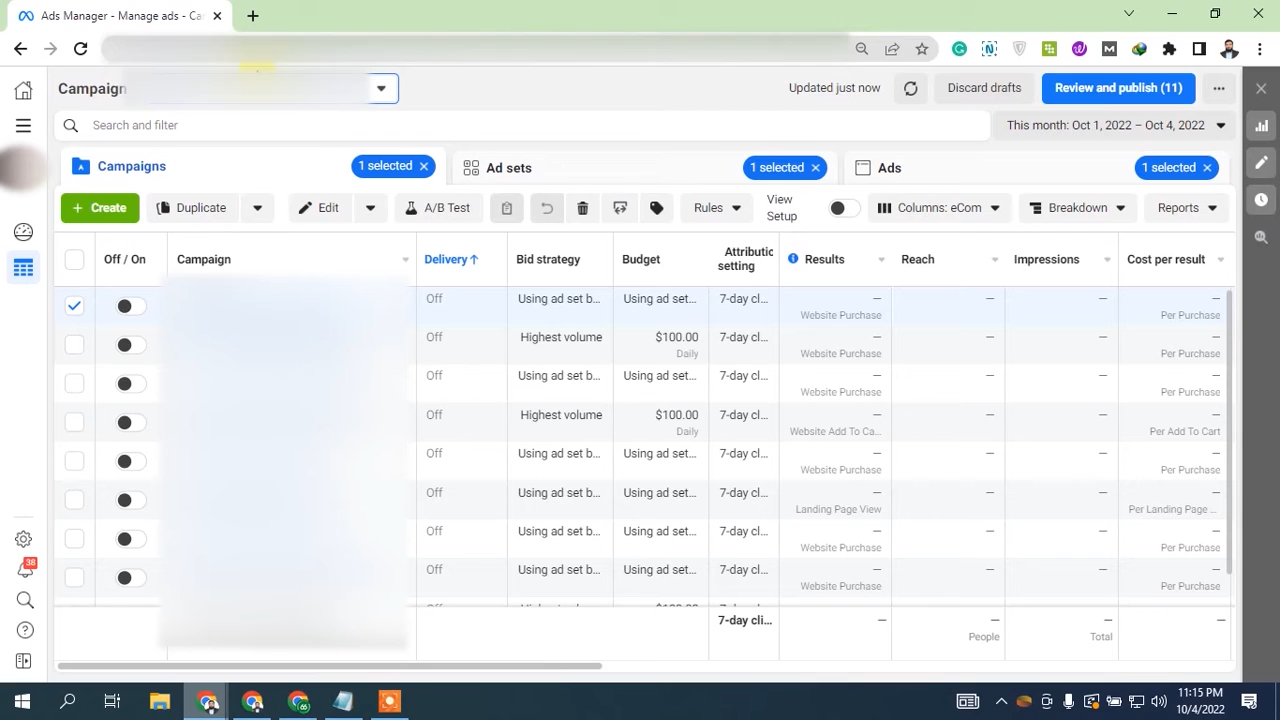 Ads Manager - Manage ads - Ca
Campaign
Updated just now
Discard drafts
Review and publish (11)
Search and filter
This month: Oct 1, 2022 – Oct 4, 2022
Campaigns
1 selected
Ad sets
1 selected
Ads
1 selected
+ Create
Duplicate
Edit
A/B Test
Rules
View
Setup
Columns: eCom
Breakdown
Reports
Off / On
Campaign
Delivery ↑
Bid strategy
Budget
Attributic
setting
Results
Reach
Impressions
Cost per result
Off
Using ad set b...
Using ad set...
7-day cl...
—
—
—
—
Website Purchase
Per Purchase
Off
Highest volume
$100.00
7-day cl...
—
—
—
—
Daily
Website Purchase
Per Purchase
Off
Using ad set b...
Using ad set...
7-day cl...
—
—
—
—
Website Purchase
Per Purchase
Off
Highest volume
$100.00
7-day cl...
—
—
—
—
Daily
Website Add To Ca...
Per Add To Cart
Off
Using ad set b...
Using ad set...
7-day cl...
—
—
—
—
Website Purchase
Per Purchase
Off
Using ad set b...
Using ad set...
7-day cl...
—
—
—
—
Landing Page View
Per Landing Page ...
Off
Using ad set b...
Using ad set...
7-day cl...
—
—
—
—
Website Purchase
Per Purchase
Off
Using ad set b...
Using ad set...
7-day cl...
—
—
—
—
Website Purchase
Per Purchase
7-day cli...
—
—
—
—
People
Total
38
11:15 PM
10/4/2022